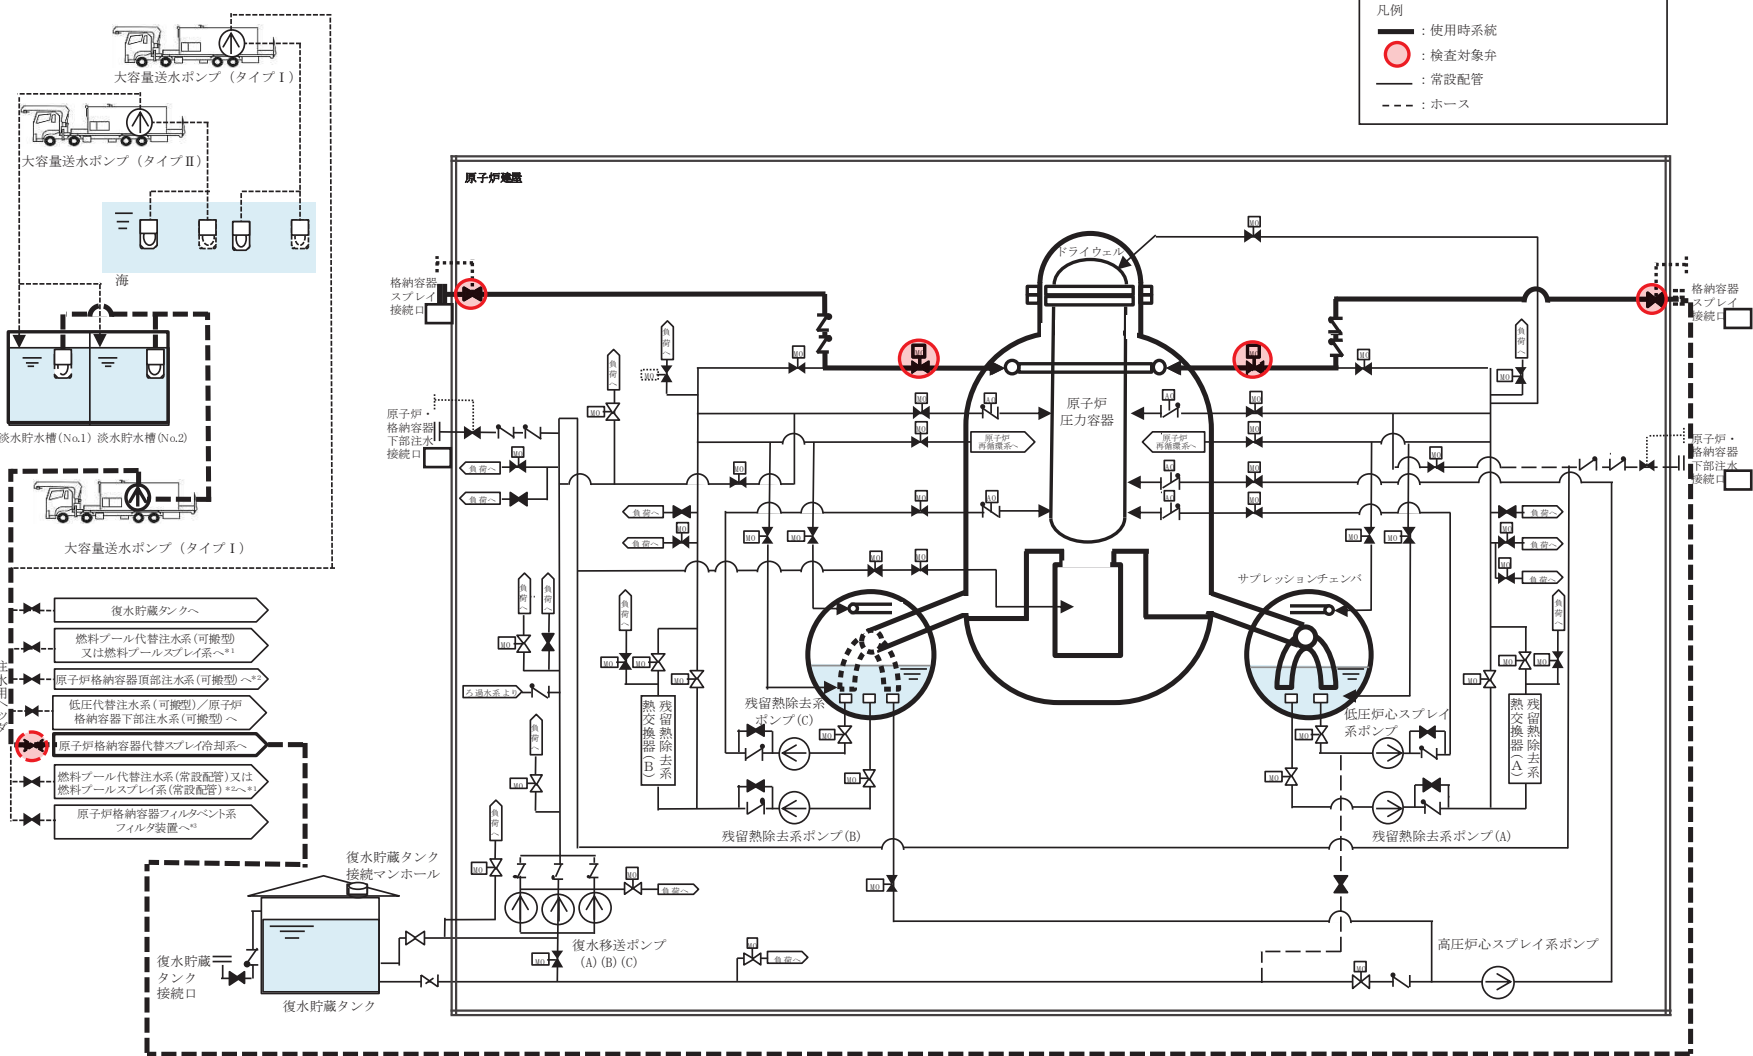 凡例
：使用時系統
：検査対象弁
：常設配管
：ホース
大容量送水ポンプ（タイプⅠ）
大容量送水ポンプ（タイプⅡ）
海
淡水貯水槽(No.1)
淡水貯水槽(No.2)
大容量送水ポンプ（タイプⅠ）
復水貯蔵タンクへ
燃料プール代替注水系(可搬型)
又は燃料プールスプレイ系へ*1
原子炉格納容器頂部注水系(可搬型)へ*2
低圧代替注水系(可搬型)／原子炉
格納容器下部注水系(可搬型)へ
原子炉格納容器代替スプレイ冷却系へ
燃料プール代替注水系(常設配管)又は
燃料プールスプレイ系(常設配管)*2へ*1
原子炉格納容器フィルタベント系
フィルタ装置へ*3
復水貯蔵タンク
接続マンホール
復水貯蔵
タンク
接続口
復水貯蔵タンク
原子炉建屋
格納容器
スプレイ
接続口
原子炉・
格納容器
下部注水
接続口
ドライウェル
原子炉
圧力容器
原子炉
再循環系へ
原子炉
再循環系へ
サプレッションチェンバ
格納容器
スプレイ
接続口
原子炉・
格納容器
下部注水
接続口
MO
AO
負荷へ
ろ過水系より
残留熱除去系
熱交換器(B)
残留熱除去系
ポンプ(C)
残留熱除去系ポンプ(B)
低圧炉心スプレイ
系ポンプ
残留熱除去系
熱交換器(A)
残留熱除去系ポンプ(A)
復水移送ポンプ
(A)(B)(C)
高圧炉心スプレイ系ポンプ